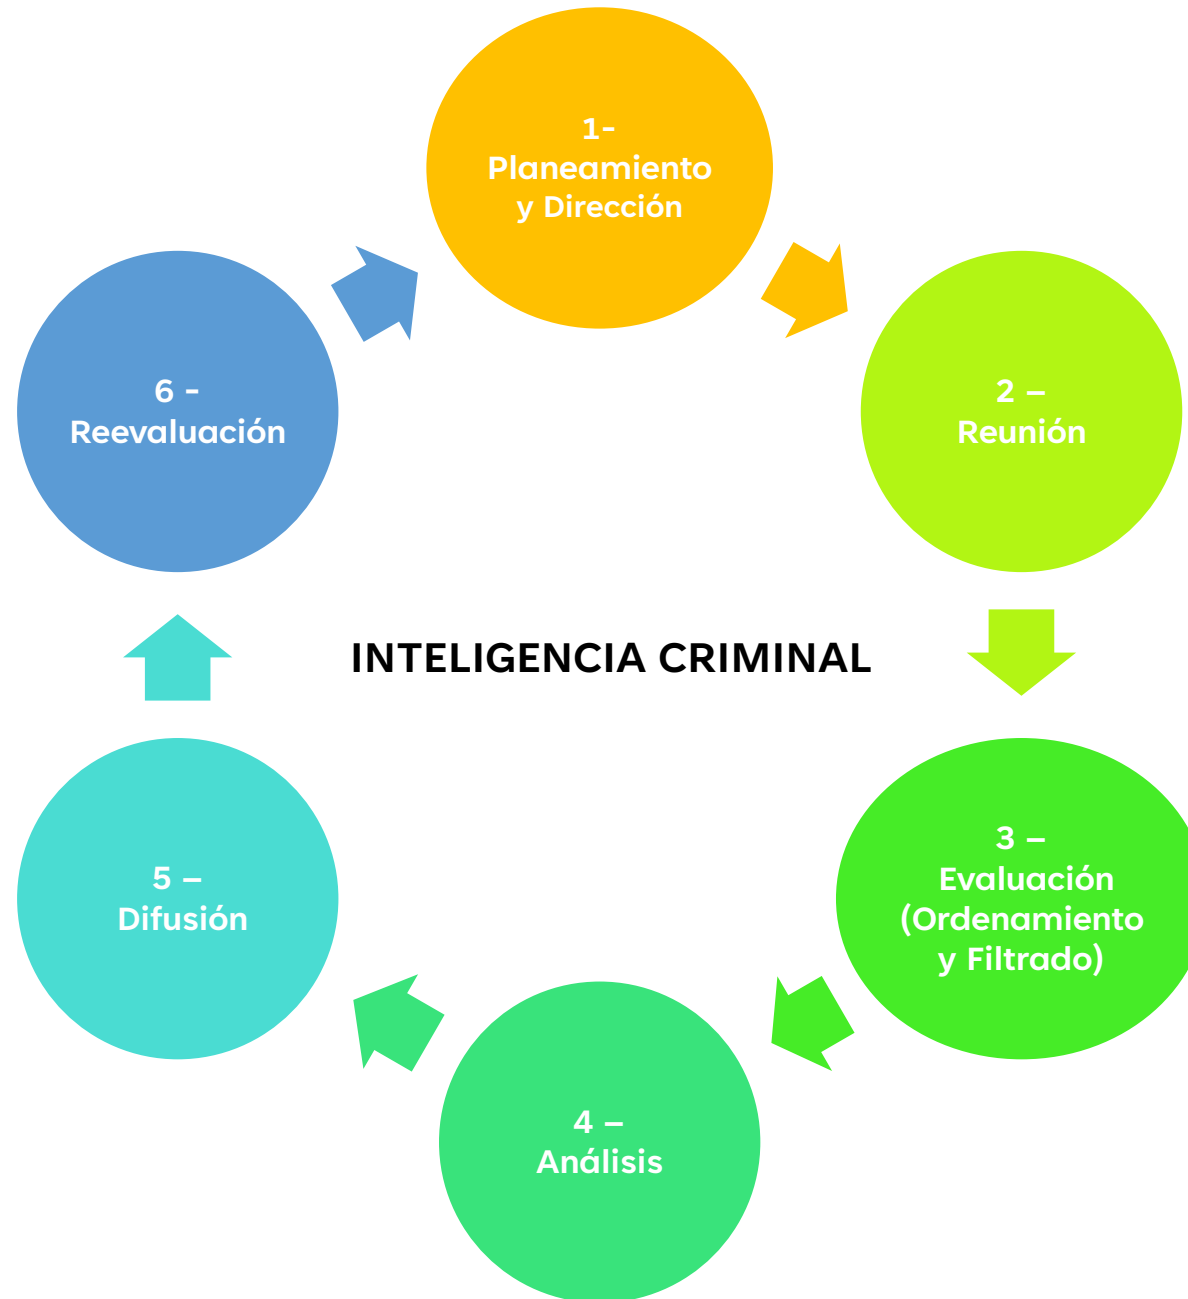 1-
Planeamiento
y Dirección
2 –
Reunión
3 –
Evaluación
(Ordenamiento
y Filtrado)
4 –
Análisis
5 –
Difusión
6 -
Reevaluación
INTELIGENCIA CRIMINAL